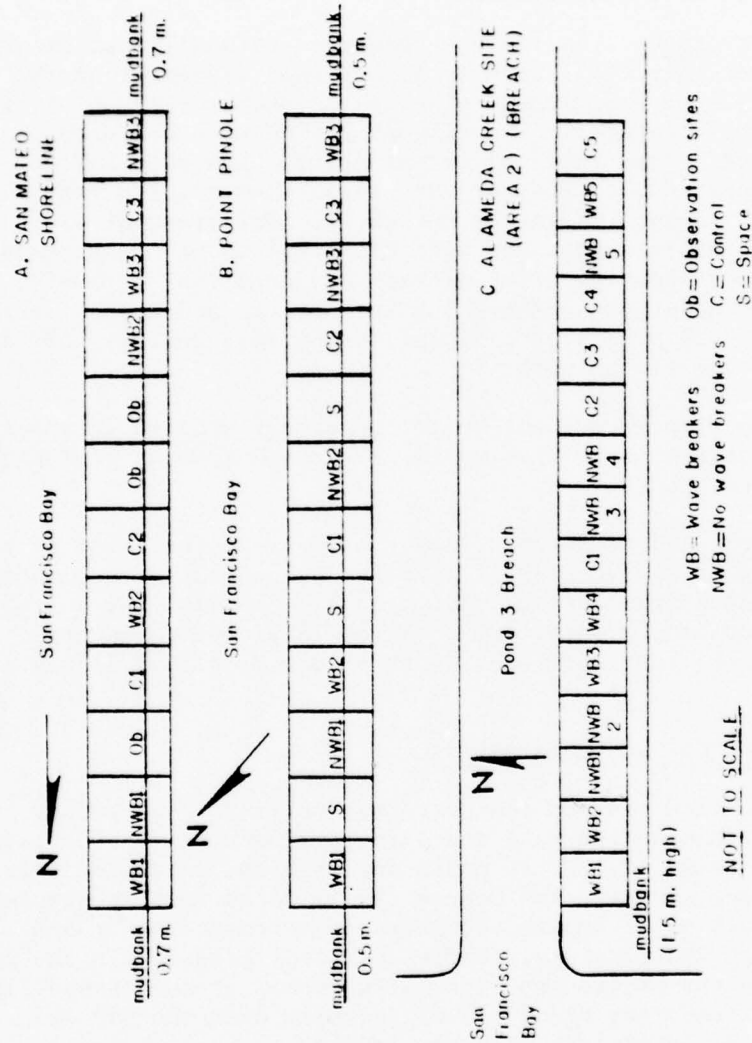 A. SAN MATEO
SHORELINE
San Francisco Bay
N
mudbank
0.7 m.
WB1 NWB1 Ob C1 WB2 C2 Ob Ob NWB2 WB3 C3 NWB3
mudbank
0.7 m.
B. POINT PINOLE
San Francisco Bay
N
mudbank
0.5 m.
WB1 S NWB1 WB2 S C1 NWB2 S C2 NWB3 C3 WB3
mudbank
0.5 m.
C ALAMEDA CREEK SITE
(AREA 2) (BREACH)
San
Francisco
Bay
N
Pond 3 Breach
WB1 WB2 NWB1 NWB 2 WB3 WB4 C1 NWB 3 NWB 4 C2 C3 C4 NWB 5 WB5 C5
mudbank
(1.5 m. high)
NOT TO SCALE
WB = Wave breakers
NWB = No wave breakers
Ob = Observation sites
C = Control
S = Space